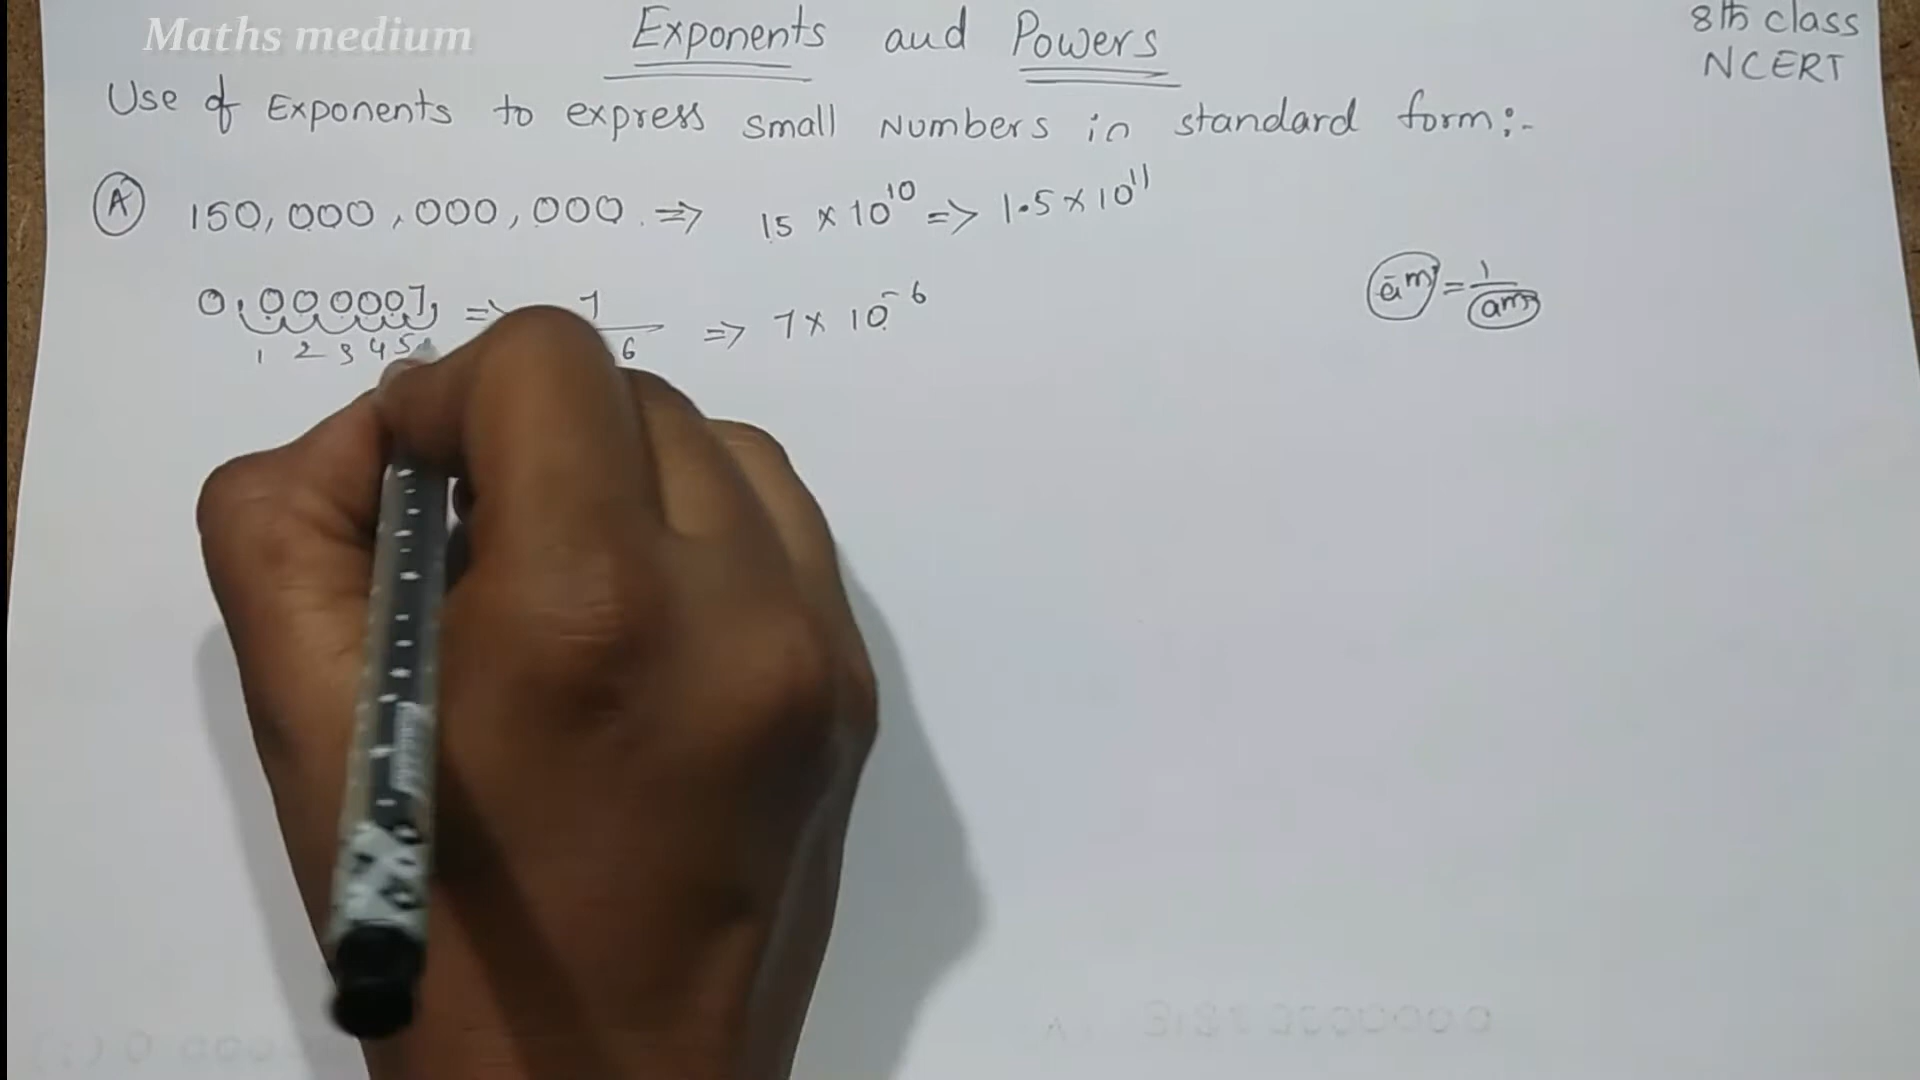 Maths medium
Exponents and Powers
8th class
NCERT
Use of Exponents to express small Numbers in standard form:-
A 150,000,000,000. => 15 × 10^10 => 1.5 × 10^11
0.000007. => 7 / 6 => 7 × 10^-6
1 2 3 4 5
a^-m = 1/a^m